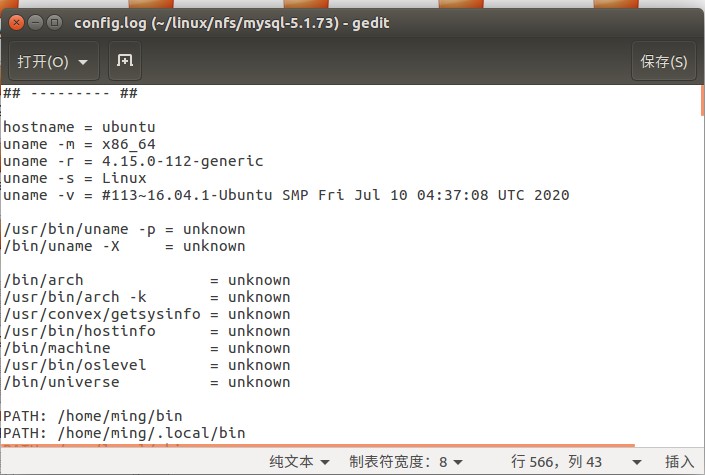 config.log (~/linux/nfs/mysql-5.1.73) - gedit
打开(O)
保存(S)
## --------- ##
hostname = ubuntu
uname -m = x86_64
uname -r = 4.15.0-112-generic
uname -s = Linux
uname -v = #113~16.04.1-Ubuntu SMP Fri Jul 10 04:37:08 UTC 2020
/usr/bin/uname -p = unknown
/bin/uname -X     = unknown
/bin/arch              = unknown
/usr/bin/arch -k       = unknown
/usr/convex/getsysinfo = unknown
/usr/bin/hostinfo      = unknown
/bin/machine           = unknown
/usr/bin/oslevel       = unknown
/bin/universe          = unknown
PATH: /home/ming/bin
PATH: /home/ming/.local/bin
纯文本 制表符宽度：8 行 566，列 43 插入